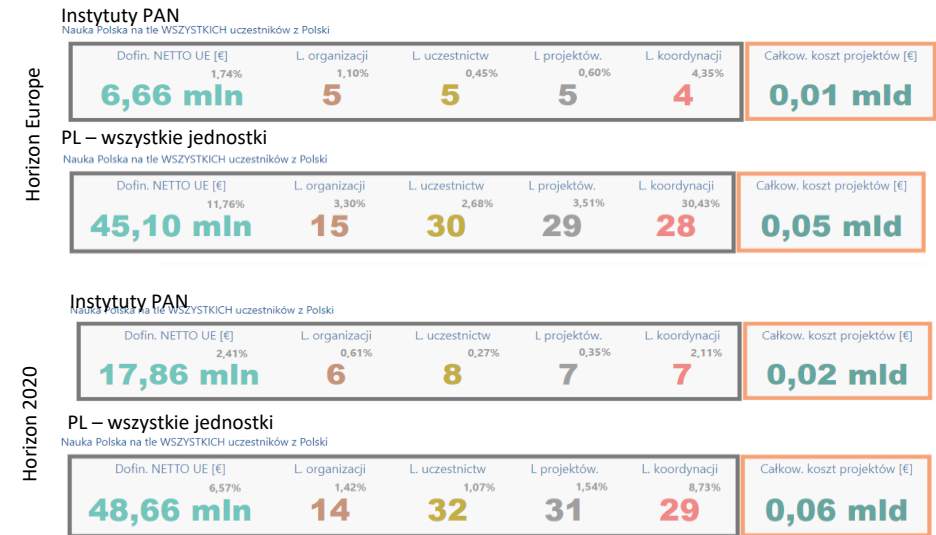 Horizon Europe
Instytuty PAN
Nauka Polska na tle WSZYSTKICH uczestników z Polski
Dofin. NETTO UE [€] L. organizacji L. uczestnictw L projektów. L. koordynacji Całkow. koszt projektów [€]
1,74% 1,10% 0,45% 0,60% 4,35%
6,66 mln 5 5 5 4 0,01 mld
PL – wszystkie jednostki
Nauka Polska na tle WSZYSTKICH uczestników z Polski
Dofin. NETTO UE [€] L. organizacji L. uczestnictw L projektów. L. koordynacji Całkow. koszt projektów [€]
11,76% 3,30% 2,68% 3,51% 30,43%
45,10 mln 15 30 29 28 0,05 mld
Horizon 2020
Instytuty PAN
Nauka Polska na tle WSZYSTKICH uczestników z Polski
Dofin. NETTO UE [€] L. organizacji L. uczestnictw L projektów. L. koordynacji Całkow. koszt projektów [€]
2,41% 0,61% 0,27% 0,35% 2,11%
17,86 mln 6 8 7 7 0,02 mld
PL – wszystkie jednostki
Nauka Polska na tle WSZYSTKICH uczestników z Polski
Dofin. NETTO UE [€] L. organizacji L. uczestnictw L projektów. L. koordynacji Całkow. koszt projektów [€]
6,57% 1,42% 1,07% 1,54% 8,73%
48,66 mln 14 32 31 29 0,06 mld